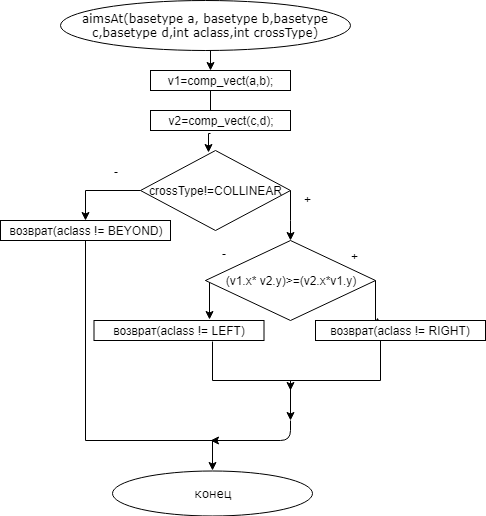 aimsAt(basetype a, basetype b,basetype
c,basetype d,int aclass,int crossType)
v1=comp_vect(a,b);
v2=comp_vect(c,d);
-
crossType!=COLLINEAR
+
возврат(aclass != BEYOND)
-
+
(v1.x* v2.y)>=(v2.x*v1.y)
возврат(aclass != LEFT)
возврат(aclass != RIGHT)
конец